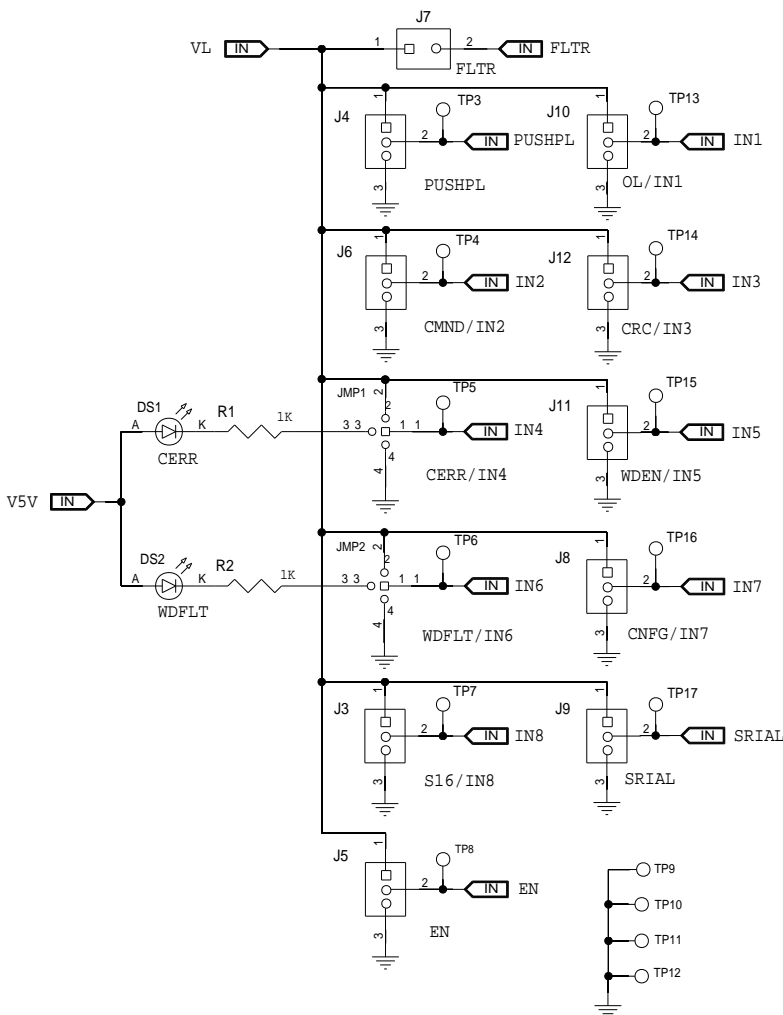 J7
VL IN 1 2 IN FLTR
FLTR
1 TP3 1 TP13
J4 J10
2 IN PUSHPL 2 IN IN1
3 PUSHPL 3 OL/IN1
1 TP4 1 TP14
J6 J12
2 IN IN2 2 IN IN3
3 CMND/IN2 3 CRC/IN3
DS1 R1 1K JMP1 2 2 TP5 1 TP15
J11
A K 3 3 1 1 IN IN4 2 IN IN5
CERR 4 4 CERR/IN4 3 WDEN/IN5
V5V IN
DS2 R2 1K JMP2 2 2 TP6 1 TP16
J8
A K 3 3 1 1 IN IN6 2 IN IN7
WDFLT 4 4 WDFLT/IN6 3 CNFG/IN7
1 TP7 1 TP17
J3 J9
2 IN IN8 2 IN SRIAL
3 S16/IN8 3 SRIAL
1 TP8
J5
2 IN EN
3 EN
TP9
TP10
TP11
TP12